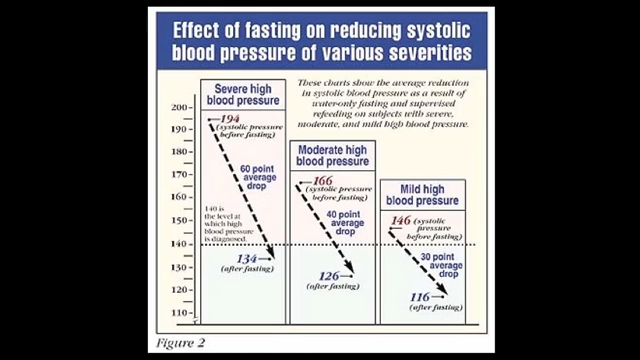 Effect of fasting on reducing systolic
blood pressure of various severities
These charts show the average reduction
in systolic blood pressure as a result of
water-only fasting and supervised
refeeding on subjects with severe,
moderate, and mild high blood pressure.
Severe high
blood pressure
194
(systolic pressure
before fasting)
60 point
average
drop
140 is
the level at
which high
blood pressure
is diagnosed.
134
(after fasting)
Moderate high
blood pressure
166
(systolic pressure
before fasting)
40 point
average
drop
126
(after fasting)
Mild high
blood pressure
146 (systolic
pressure
before fasting)
30 point
average
drop
116
(after fasting)
200
190
180
170
160
150
140
130
120
110
Figure 2